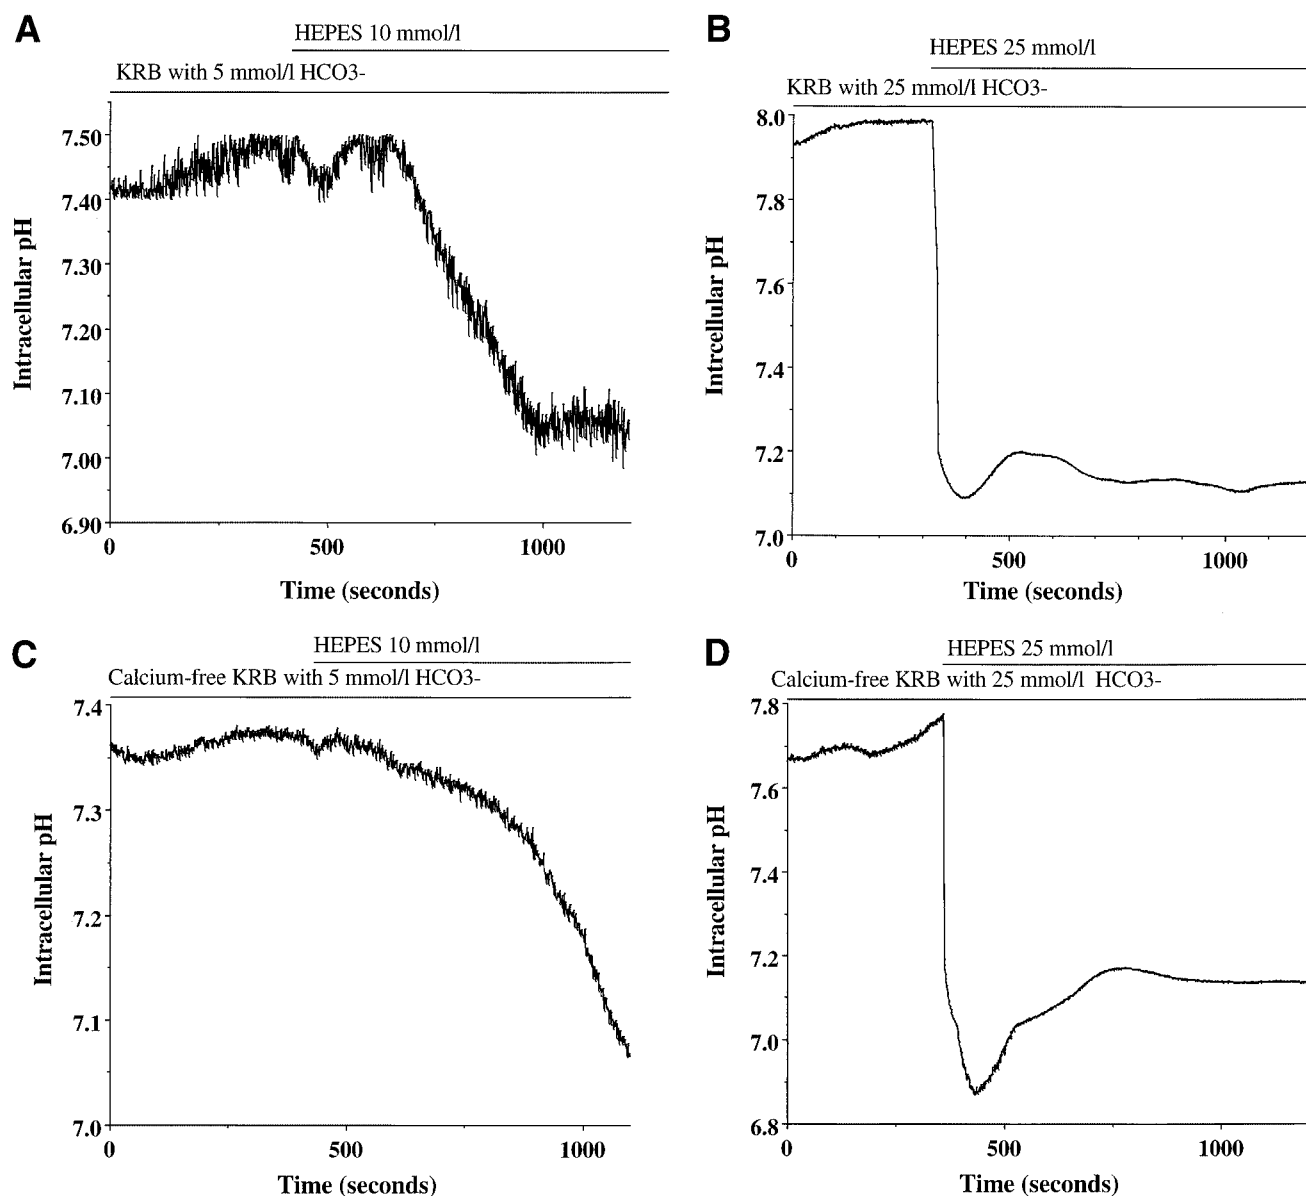 A
HEPES 10 mmol/l
KRB with 5 mmol/l HCO3-
7.50
7.40
7.30
7.20
7.10
7.00
6.90
0
500
1000
Intracellular pH
Time (seconds)
B
HEPES 25 mmol/l
KRB with 25 mmol/l HCO3-
8.0
7.8
7.6
7.4
7.2
7.0
0
500
1000
Intrcellular pH
Time (seconds)
C
HEPES 10 mmol/l
Calcium-free KRB with 5 mmol/l HCO3-
7.4
7.3
7.2
7.1
7.0
0
500
1000
Intracellular pH
Time (seconds)
D
HEPES 25 mmol/l
Calcium-free KRB with 25 mmol/l HCO3-
7.8
7.6
7.4
7.2
7.0
6.8
0
500
1000
Intracellular pH
Time (seconds)